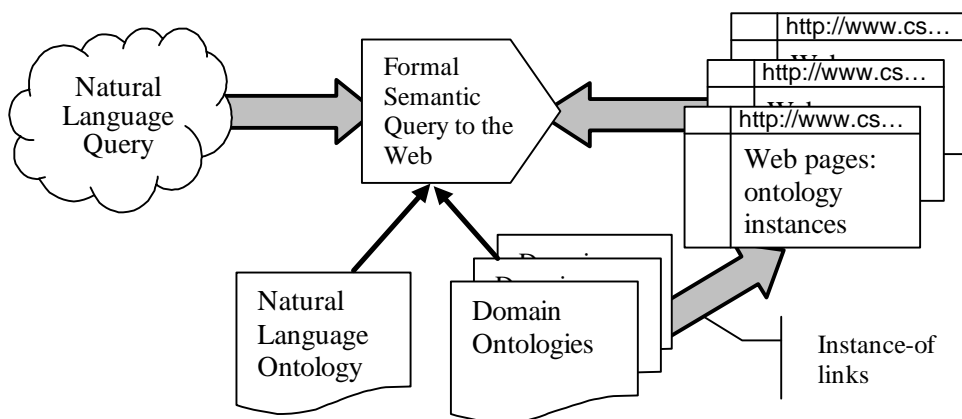 Natural
Language
Query
Formal
Semantic
Query to the
Web
http://www.cs…
http://www.cs…
http://www.cs…
Web pages:
ontology
instances
Natural
Language
Ontology
Domain
Ontologies
Instance-of
links